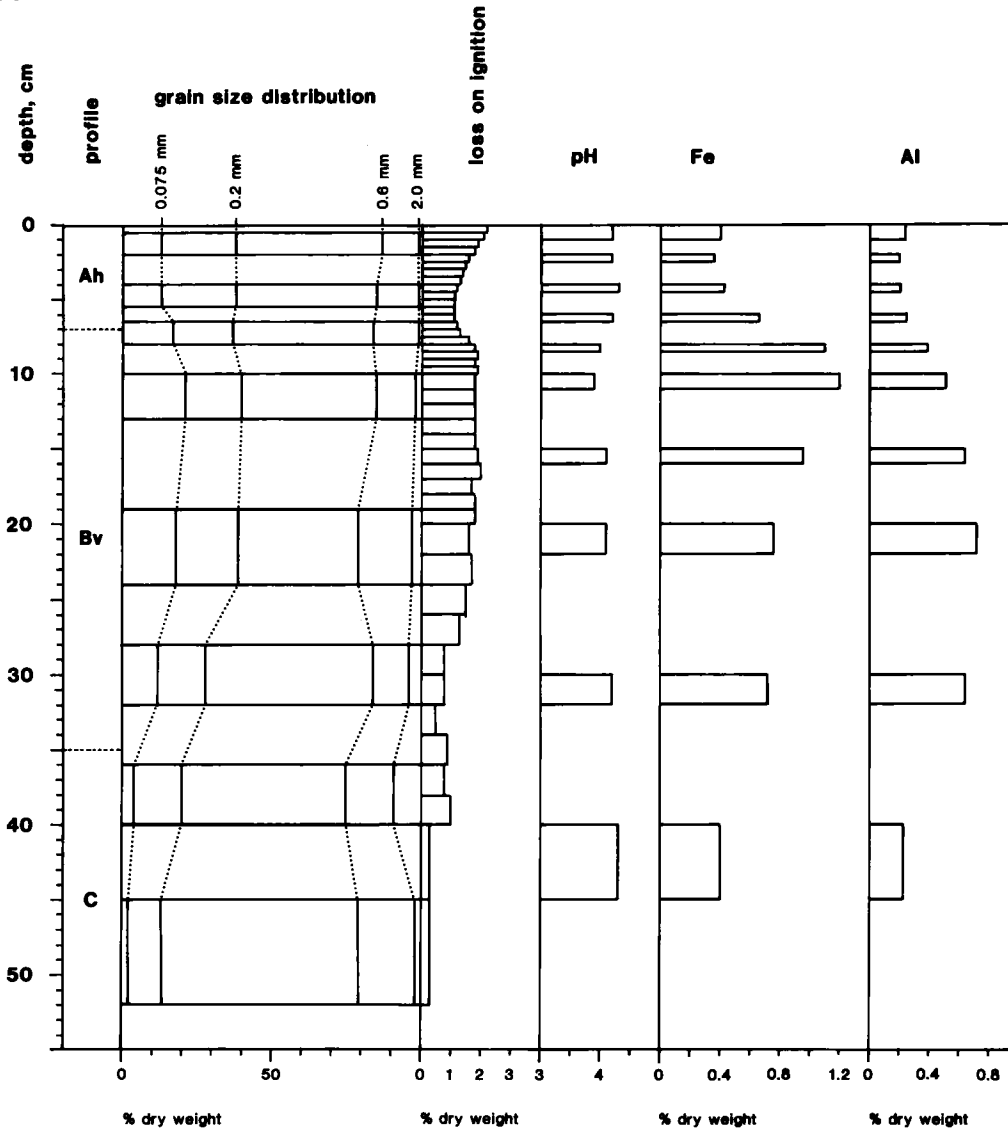 depth, cm
profile
grain size distribution
0.075 mm
0.2 mm
0.6 mm
2.0 mm
loss on ignition
pH
Fe
Al
0
10
20
30
40
50
Ah
Bv
C
0 50
0 1 2 3
3 4
0 0.4 0.8 1.2
0 0.4 0.8
% dry weight
% dry weight
% dry weight
% dry weight